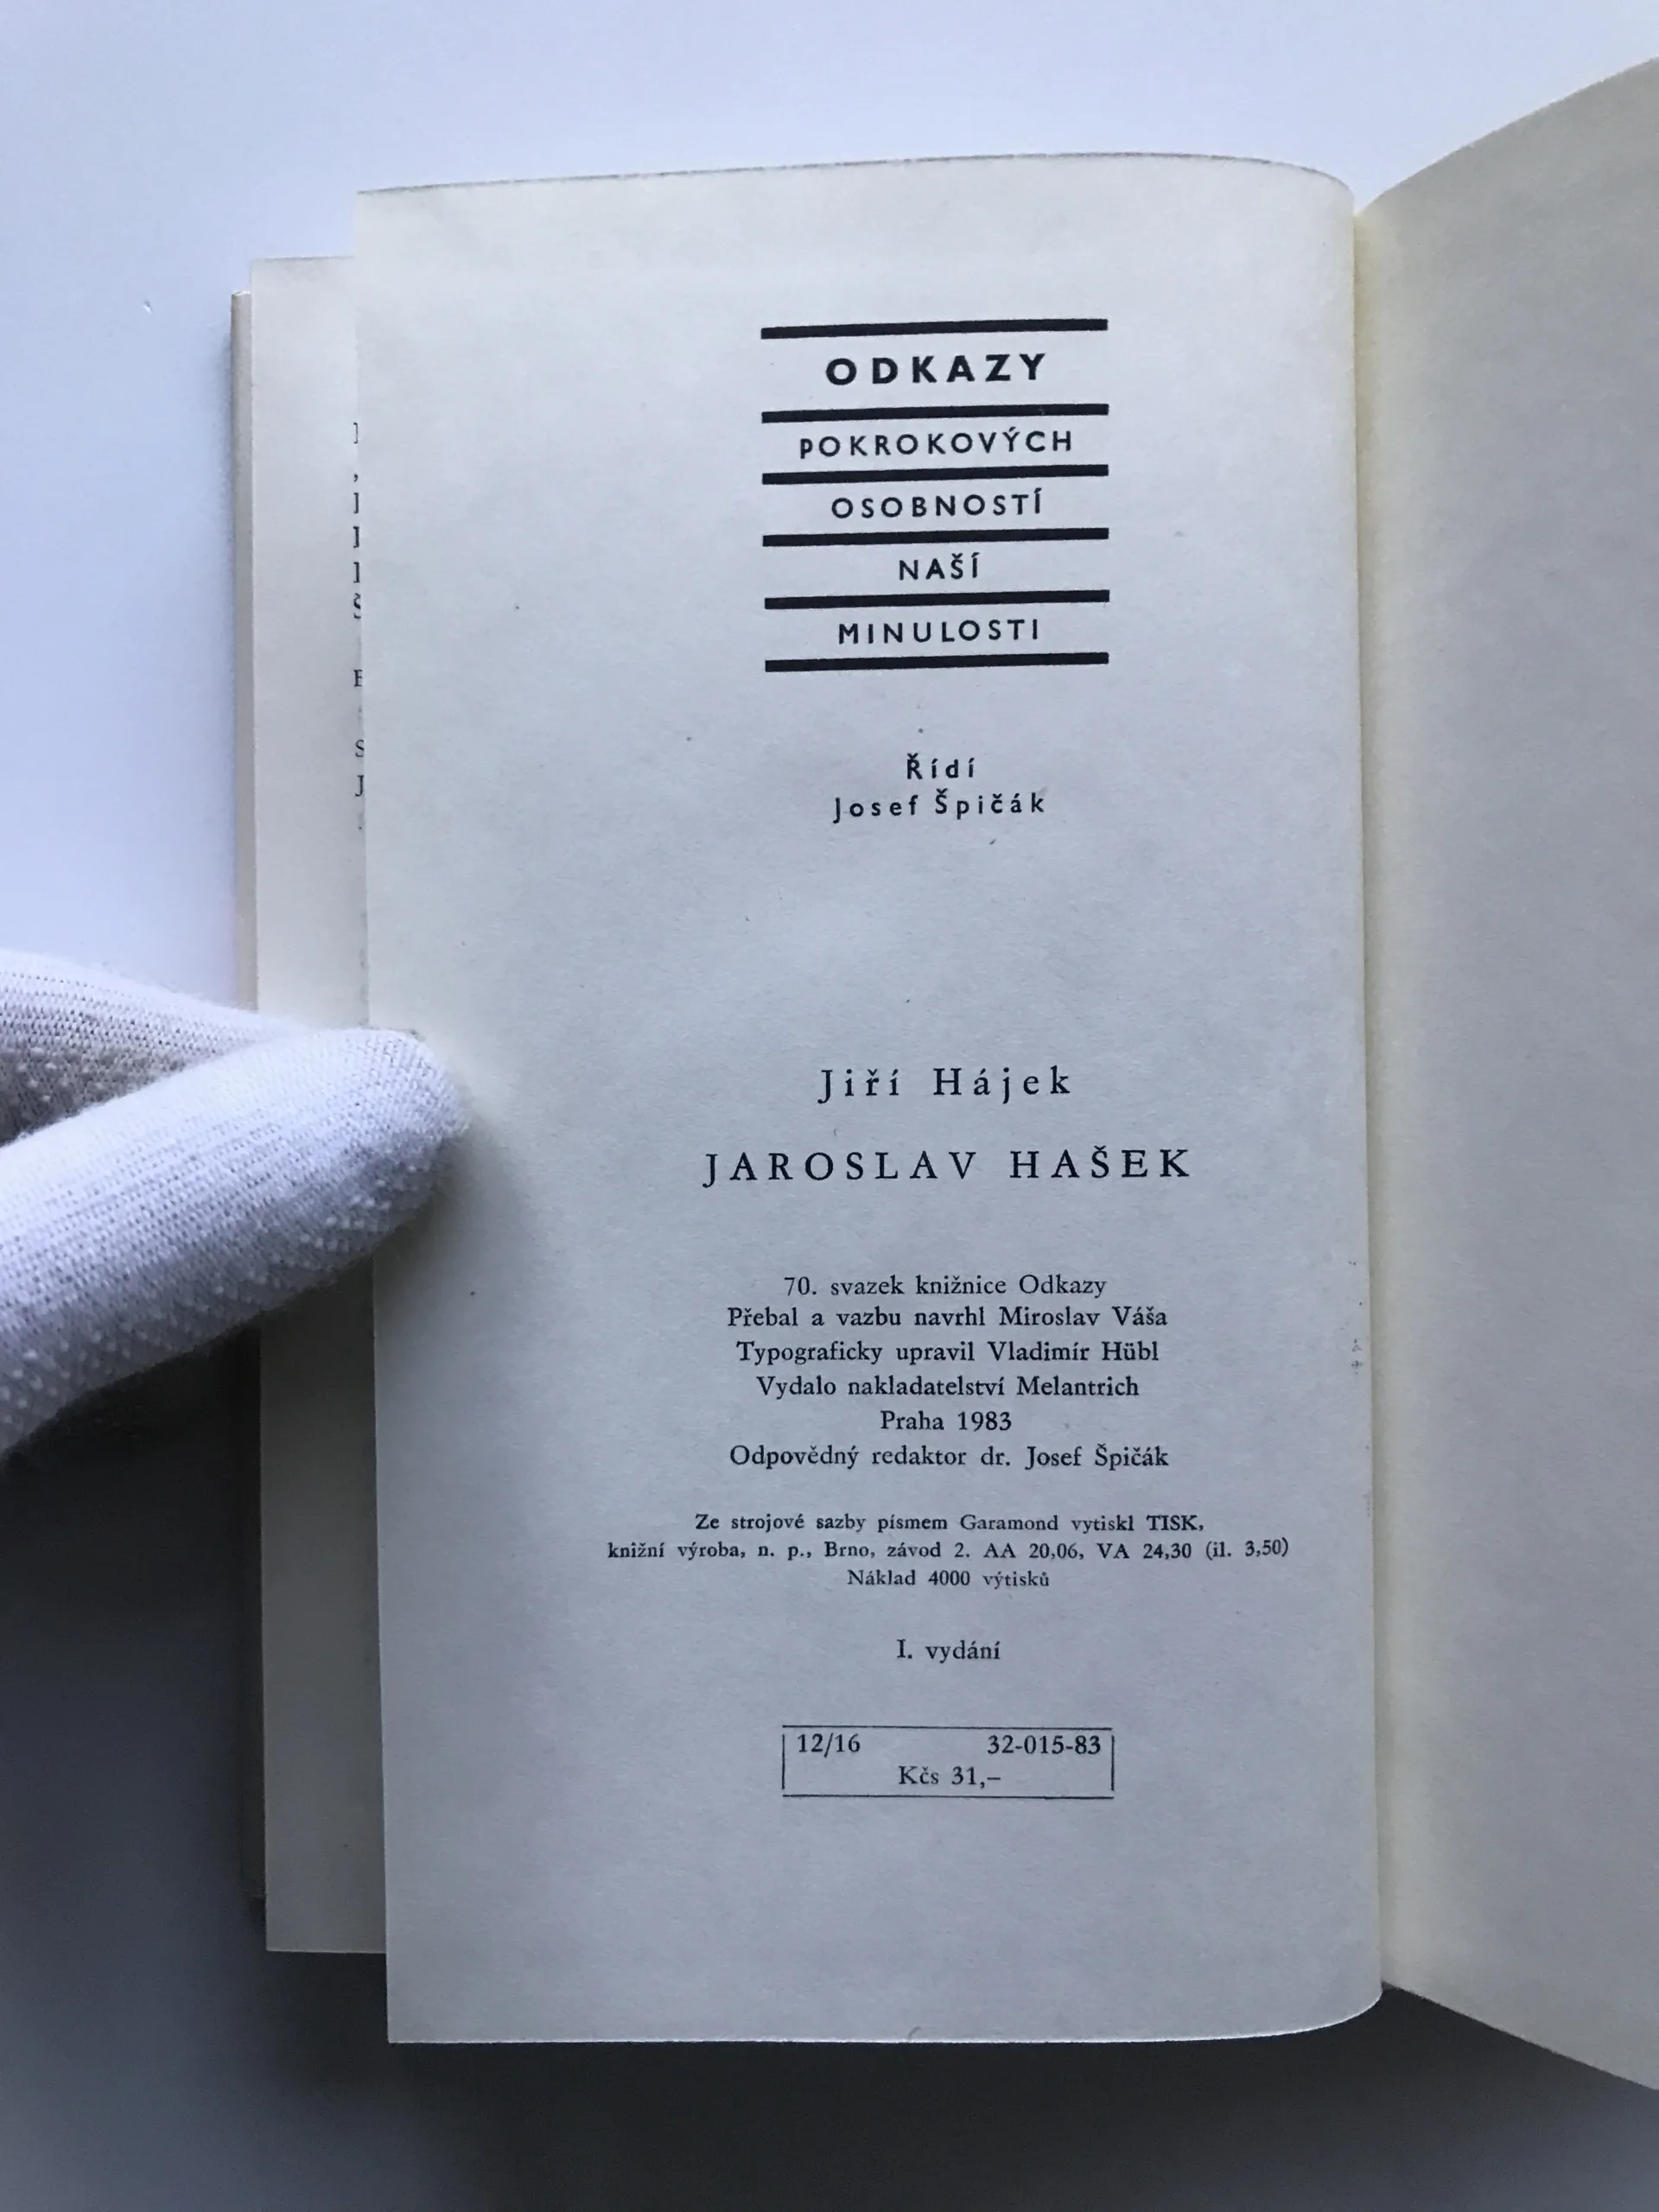 ODKAZY
POKROKOVÝCH
OSOBNOSTÍ
NAŠÍ
MINULOSTI
Řídí
Josef Špičák
Jiří Hájek
JAROSLAV HAŠEK
70. svazek knižnice Odkazy
Přebal a vazbu navrhl Miroslav Váša
Typograficky upravil Vladimír Hübl
Vydalo nakladatelství Melantrich
Praha 1983
Odpovědný redaktor dr. Josef Špičák
Ze strojové sazby písmem Garamond vytiskl TISK,
knižní výroba, n. p., Brno, závod 2. AA 20,06, VA 24,30 (il. 3,50)
Náklad 4000 výtisků
I. vydání
12/16 32-015-83
Kčs 31,–